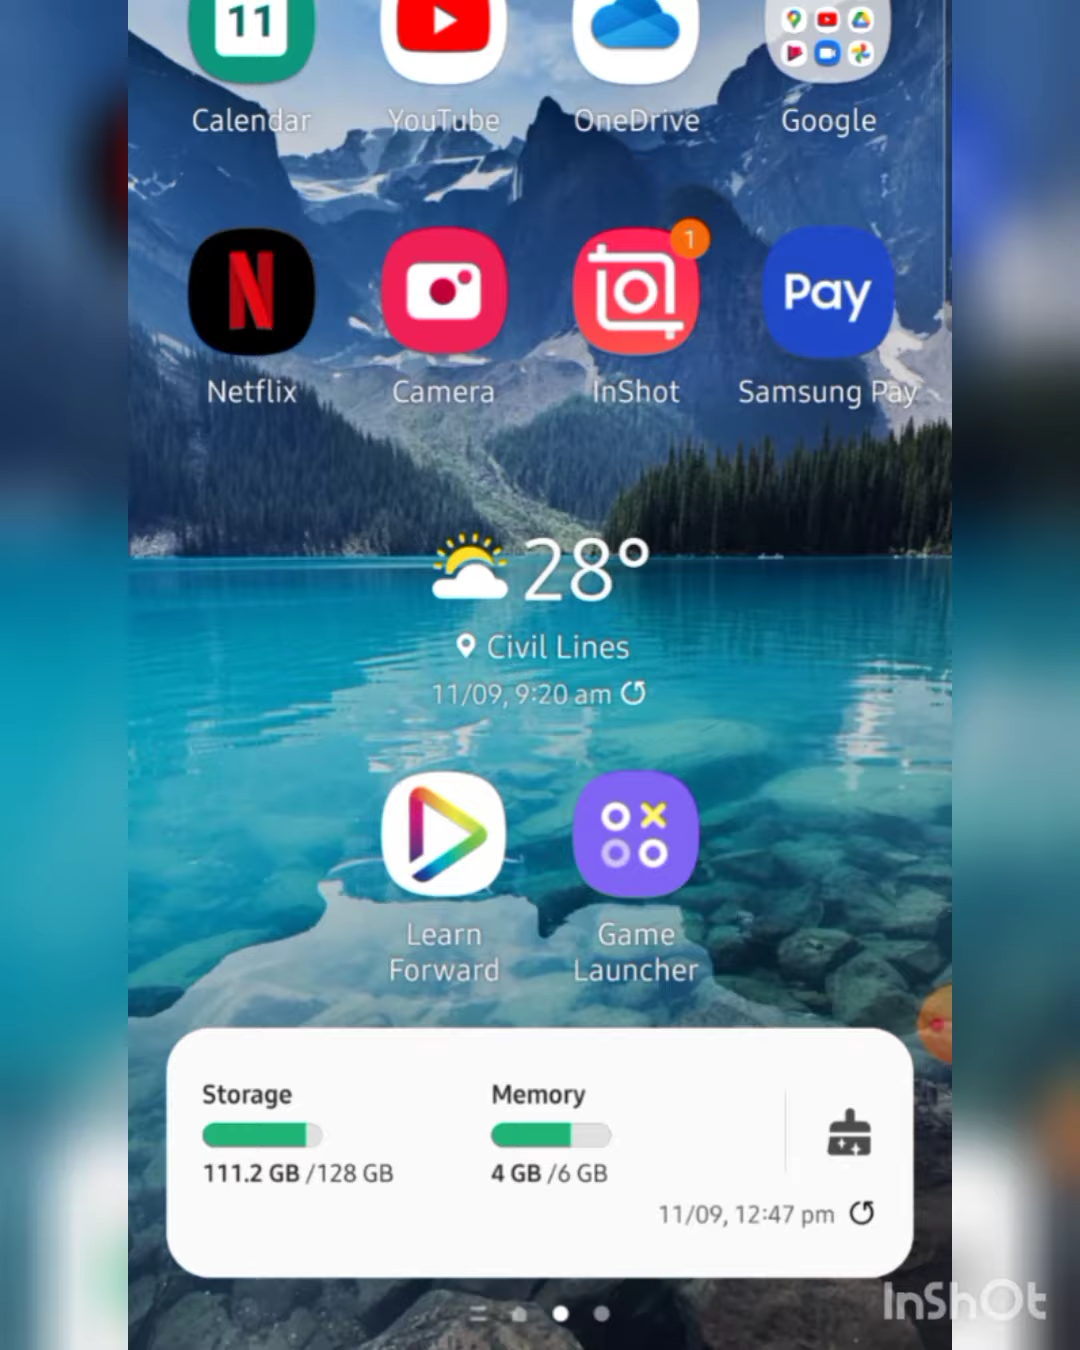 11
Calendar YouTube OneDrive Google
1
N Pay
Netflix Camera InShot Samsung Pay
28°
Civil Lines
11/09, 9:20 am
Learn Forward
Game Launcher
Storage Memory
111.2 GB /128 GB 4 GB /6 GB
11/09, 12:47 pm
InShOt